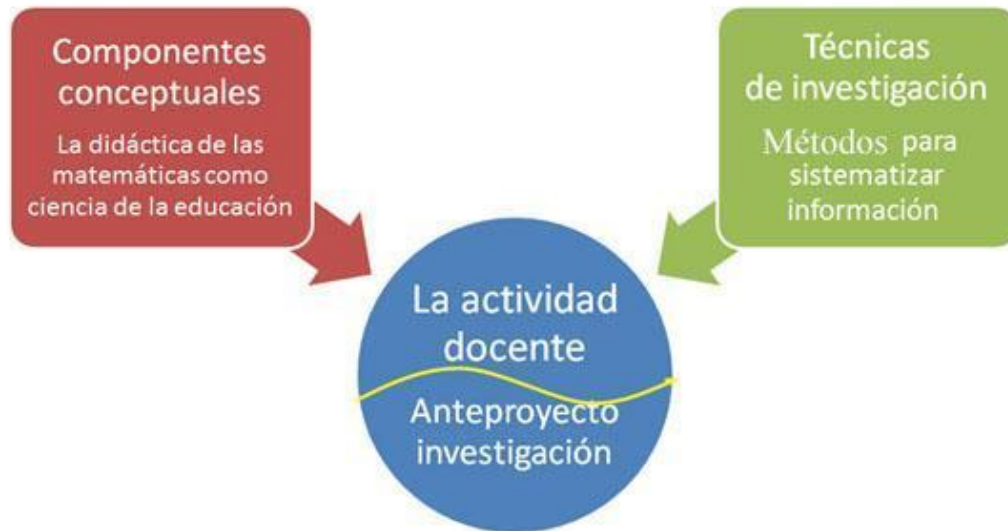 Componentes
conceptuales
La didáctica de las
matemáticas como
ciencia de la educación
Técnicas
de investigación
Metódos para
sistematizar
información
La actividad
docente
Anteproyecto
investigación